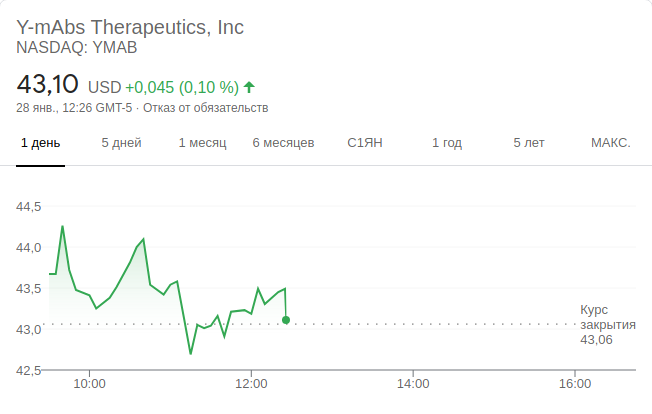 Y-mAbs Therapeutics, Inc
NASDAQ: YMAB
43,10 USD +0,045 (0,10 %)
28 янв., 12:26 GMT-5 · Отказ от обязательств
1 день 5 дней 1 месяц 6 месяцев С1ЯН 1 год 5 лет МАКС.
44,5
44,0
43,5
43,0
42,5
Курс
закрытия
43,06
10:00 12:00 14:00 16:00